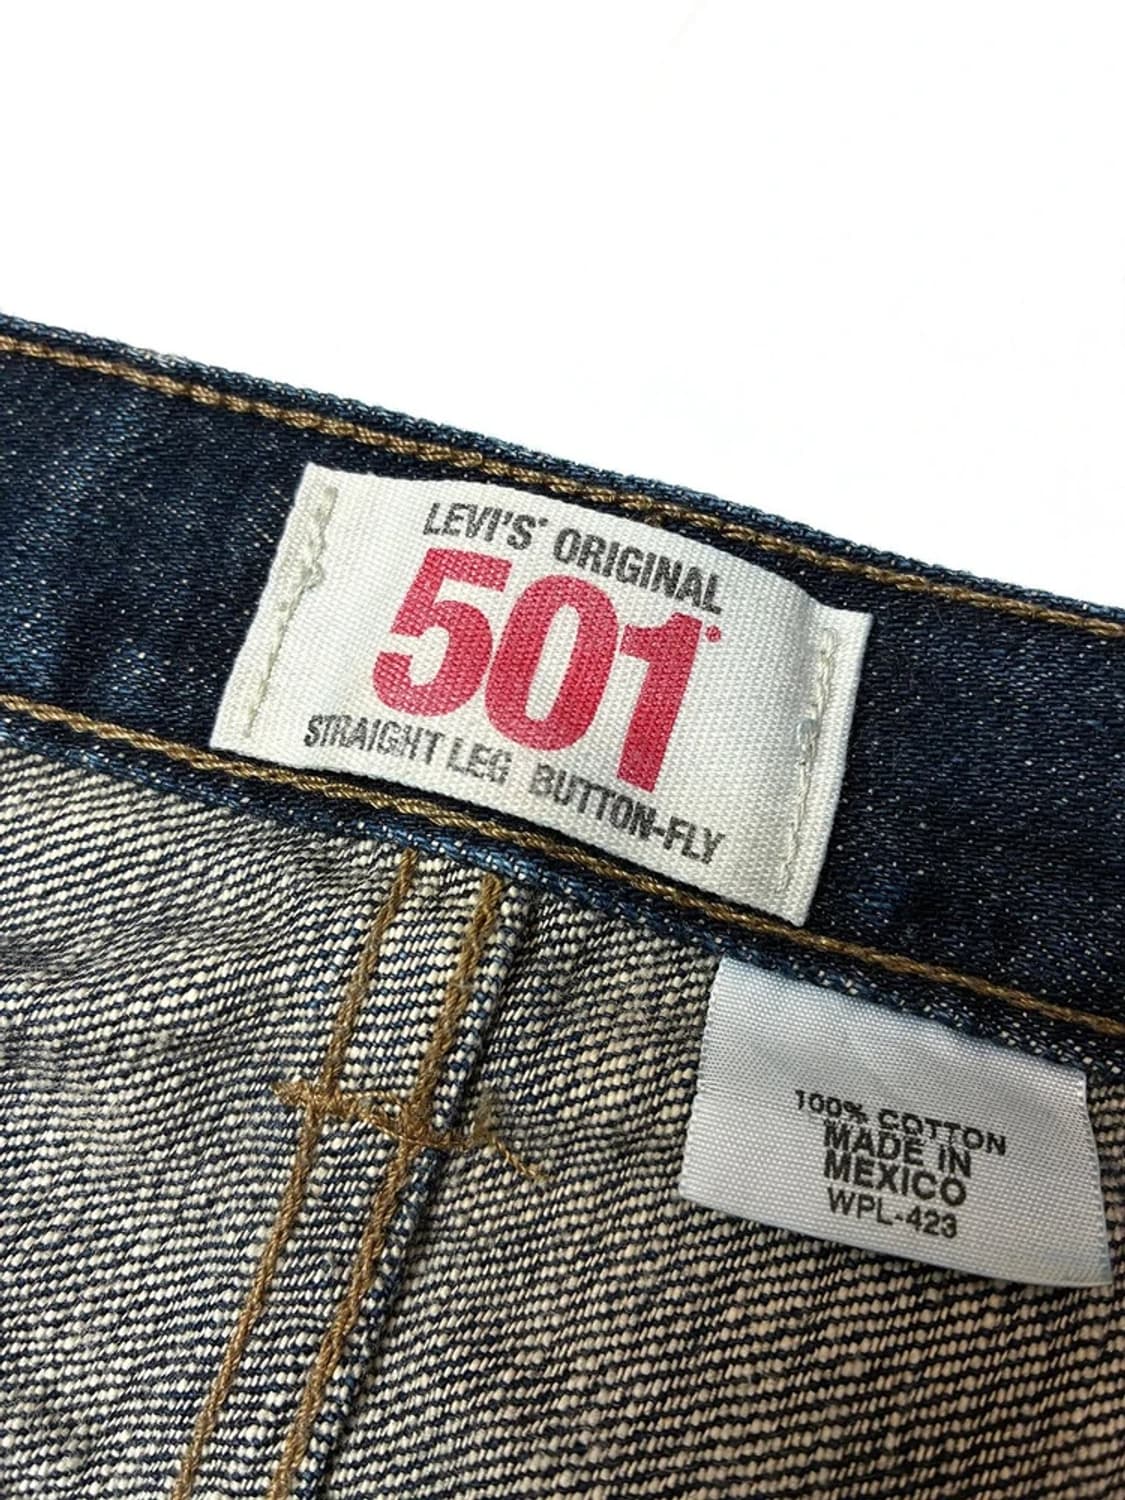 LEVI'S® ORIGINAL
501®
STRAIGHT LEG BUTTON-FLY
100% COTTON
MADE IN
MEXICO
WPL-423